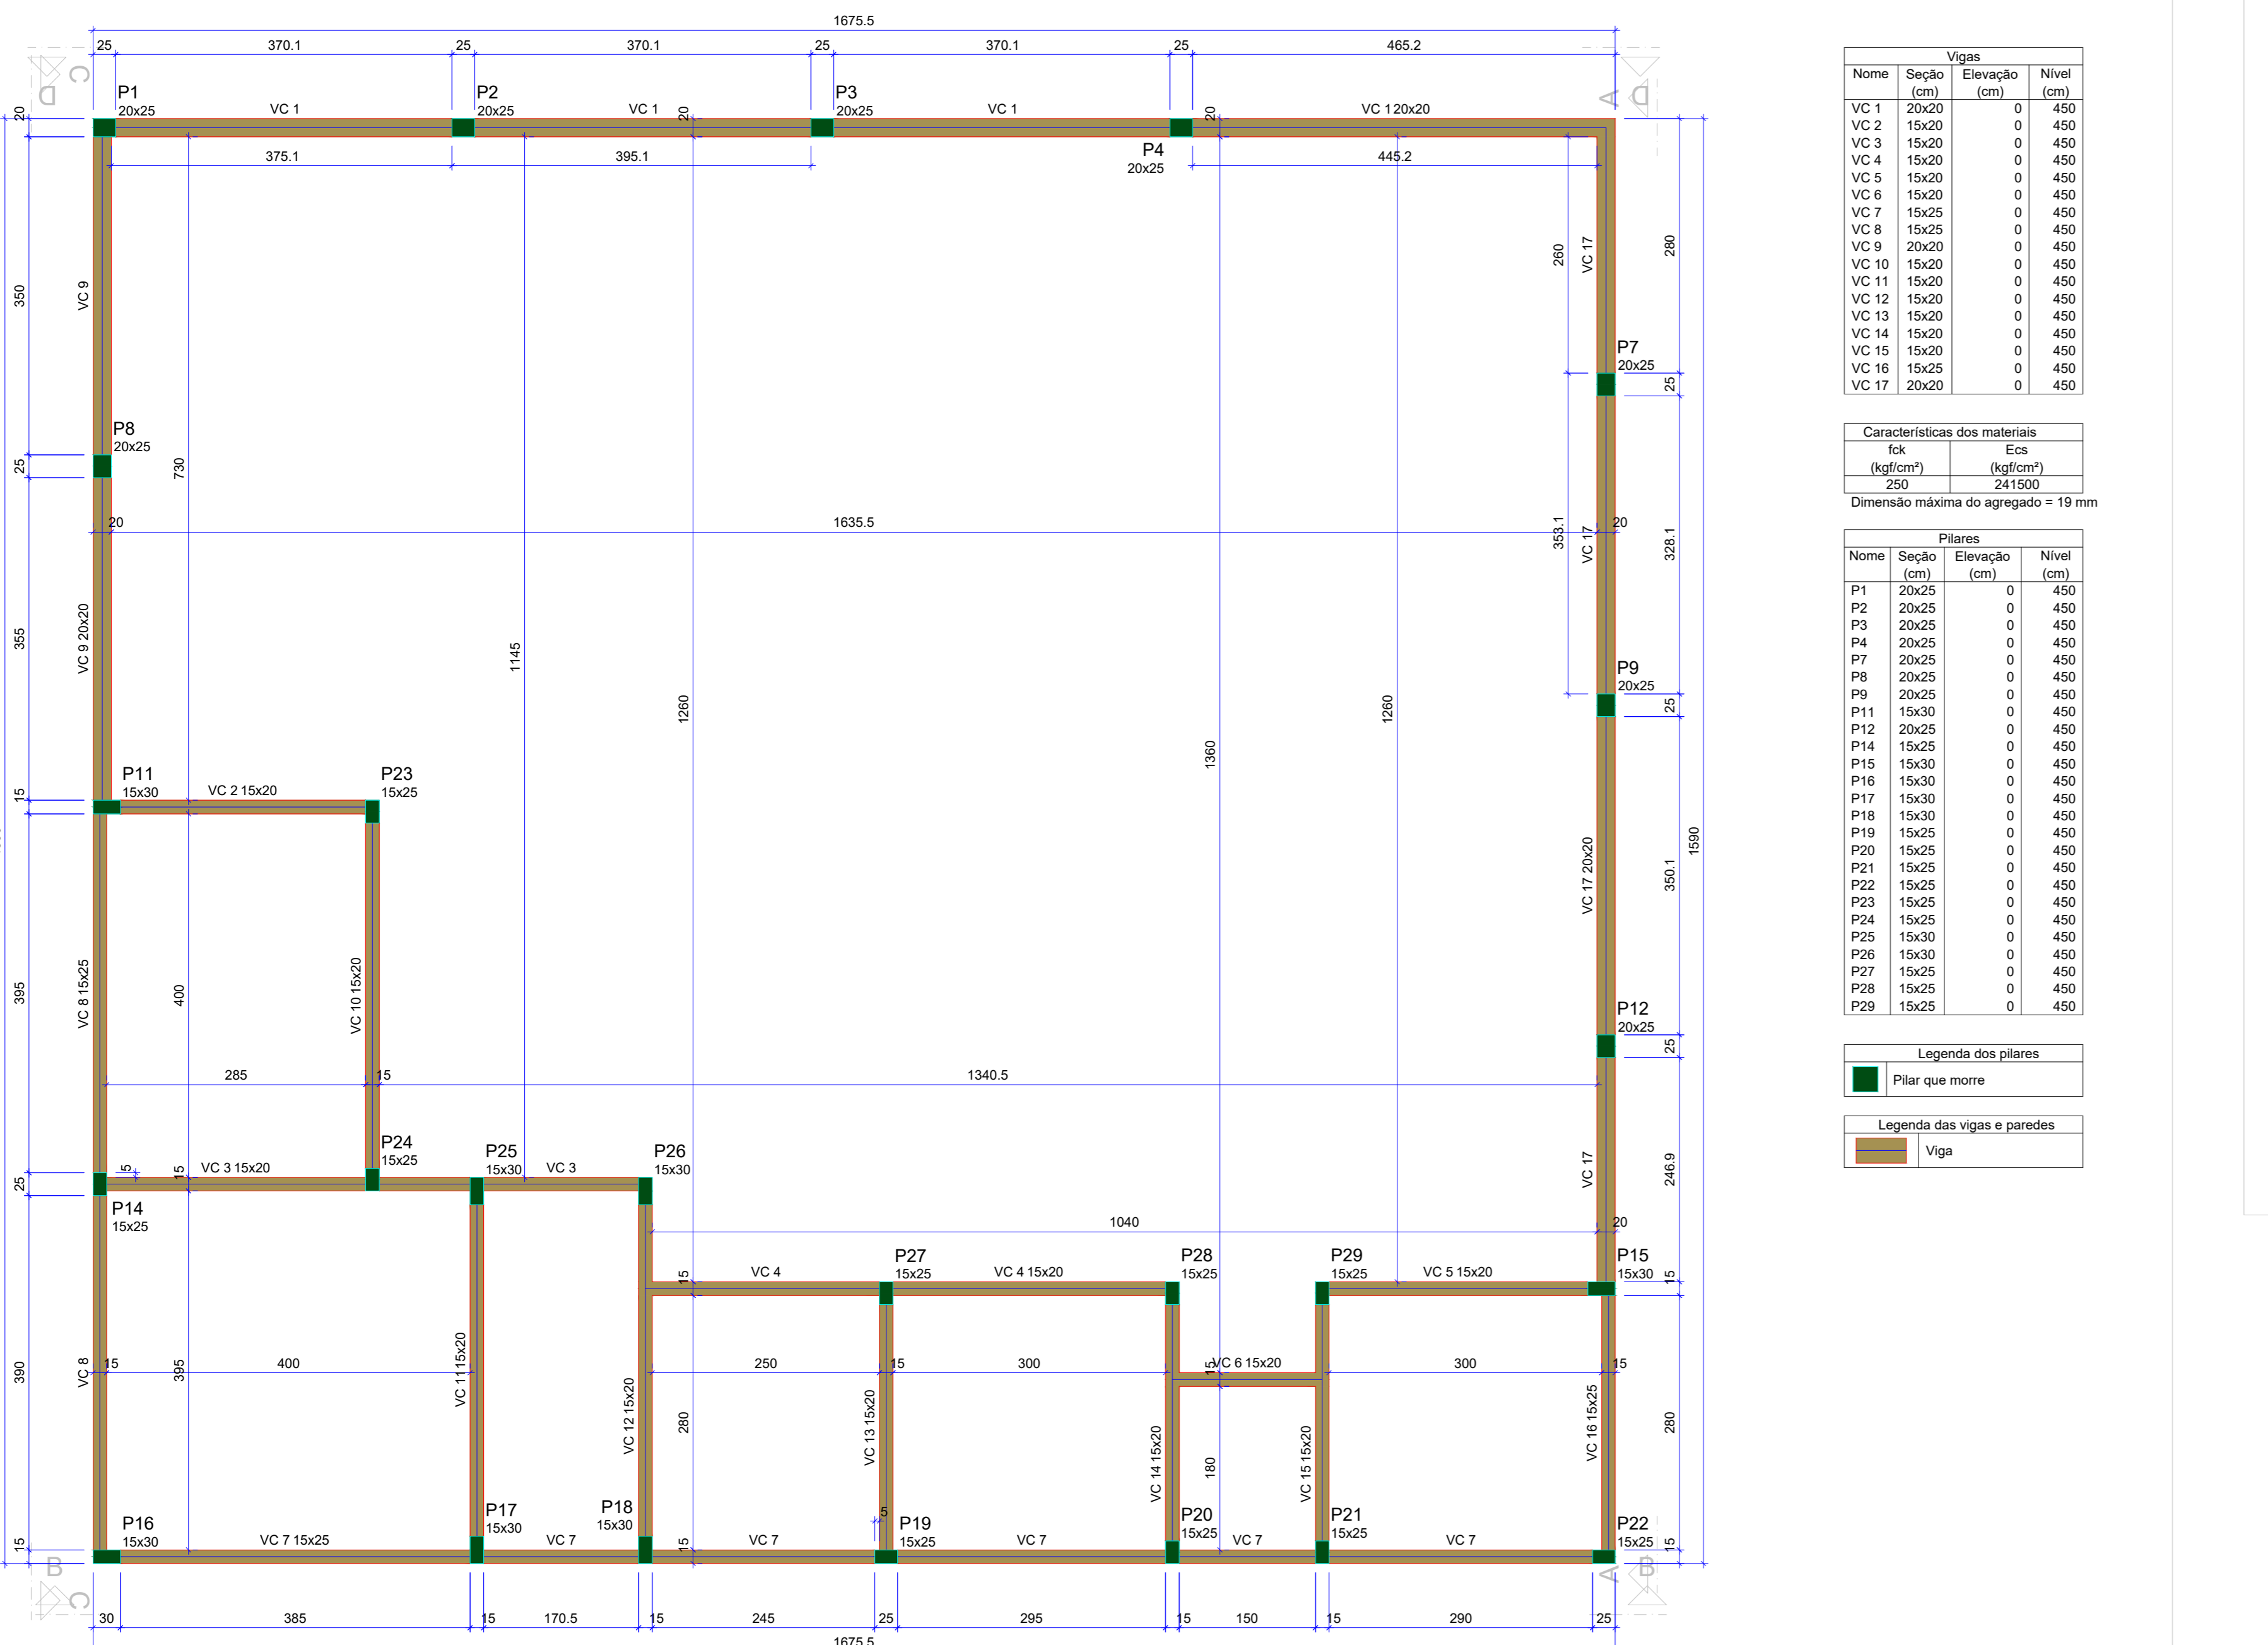 1675.5
25 370.1 25 370.1 25 370.1 25 465.2
C
D
A
D
P1
20x25
VC 1
P2
20x25
VC 1
20
P3
20x25
VC 1
20
VC 1 20x20
20
P4
20x25
375.1
395.1
445.2
VC 9
350
730
1145
260
VC 17
280
P7
20x25
25
P8
20x25
25
20
1635.5
20
353.1
VC 17
328.1
VC 9 20x20
355
1260
1360
1260
P9
20x25
25
P11
15x30
15
VC 2 15x20
P23
15x25
VC 17 20x20
350.1
1590
VC 8 15x25
395
400
VC 10 15x20
P12
20x25
25
285
15
1340.5
P24
15x25
5
VC 3 15x20
15
25
P14
15x25
P25
15x30
VC 3
P26
15x30
VC 17
246.9
1040
20
15
VC 4
P27
15x25
VC 4 15x20
P28
15x25
P29
15x25
VC 5 15x20
P15
15x30
15
VC 8
390
15
400
395
VC 11 15x20
VC 12 15x20
250
280
15
300
VC 13 15x20
VC 14 15x20
15
VC 6 15x20
180
VC 15 15x20
300
15
VC 16 15x25
280
P16
15x30
15
VC 7 15x25
P17
15x30
VC 7
P18
15x30
15
VC 7
5
P19
15x25
VC 7
P20
15x25
VC 7
P21
15x25
VC 7
P22
15x25
15
B
C
A
B
30 385 15 170.5 15 245 25 295 15 150 15 290 25
1675.5
Vigas
Nome Seção Elevação Nível
(cm) (cm) (cm)
VC 1 20x20 0 450
VC 2 15x20 0 450
VC 3 15x20 0 450
VC 4 15x20 0 450
VC 5 15x20 0 450
VC 6 15x20 0 450
VC 7 15x25 0 450
VC 8 15x25 0 450
VC 9 20x20 0 450
VC 10 15x20 0 450
VC 11 15x20 0 450
VC 12 15x20 0 450
VC 13 15x20 0 450
VC 14 15x20 0 450
VC 15 15x20 0 450
VC 16 15x25 0 450
VC 17 20x20 0 450
Características dos materiais
fck Ecs
(kgf/cm²) (kgf/cm²)
250 241500
Dimensão máxima do agregado = 19 mm
Pilares
Nome Seção Elevação Nível
(cm) (cm) (cm)
P1 20x25 0 450
P2 20x25 0 450
P3 20x25 0 450
P4 20x25 0 450
P7 20x25 0 450
P8 20x25 0 450
P9 20x25 0 450
P11 15x30 0 450
P12 20x25 0 450
P14 15x25 0 450
P15 15x30 0 450
P16 15x30 0 450
P17 15x30 0 450
P18 15x30 0 450
P19 15x25 0 450
P20 15x25 0 450
P21 15x25 0 450
P22 15x25 0 450
P23 15x25 0 450
P24 15x25 0 450
P25 15x30 0 450
P26 15x30 0 450
P27 15x25 0 450
P28 15x25 0 450
P29 15x25 0 450
Legenda dos pilares
Pilar que morre
Legenda das vigas e paredes
Viga